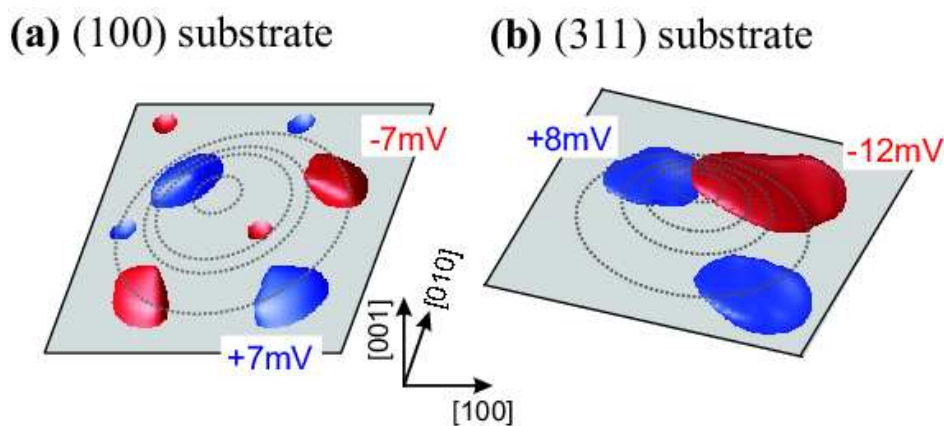 (a) (100) substrate
(b) (311) substrate
-7mV
+7mV
+8mV
-12mV
[001]
[010]
[100]